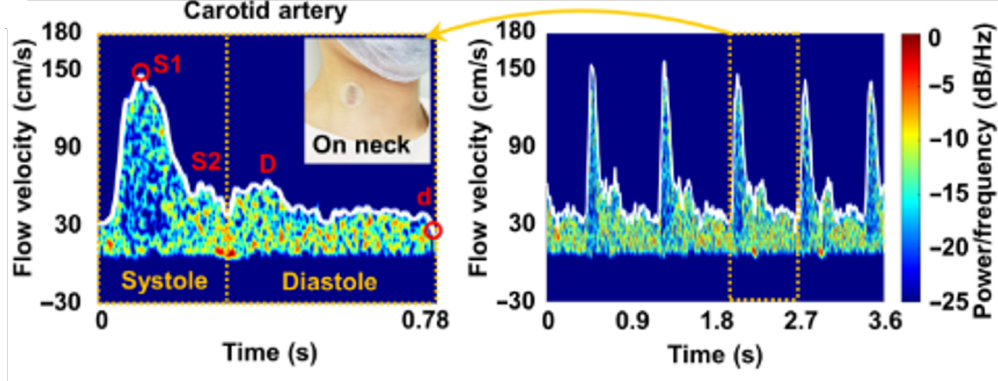 Carotid artery
Flow velocity (cm/s)
180
150
90
30
–30
S1
S2
D
d
On neck
Systole
Diastole
0
0.78
Time (s)
Flow velocity (cm/s)
180
150
90
30
–30
0
0.9
1.8
2.7
3.6
Time (s)
0
–5
–10
–15
–20
–25
Power/frequency (dB/Hz)